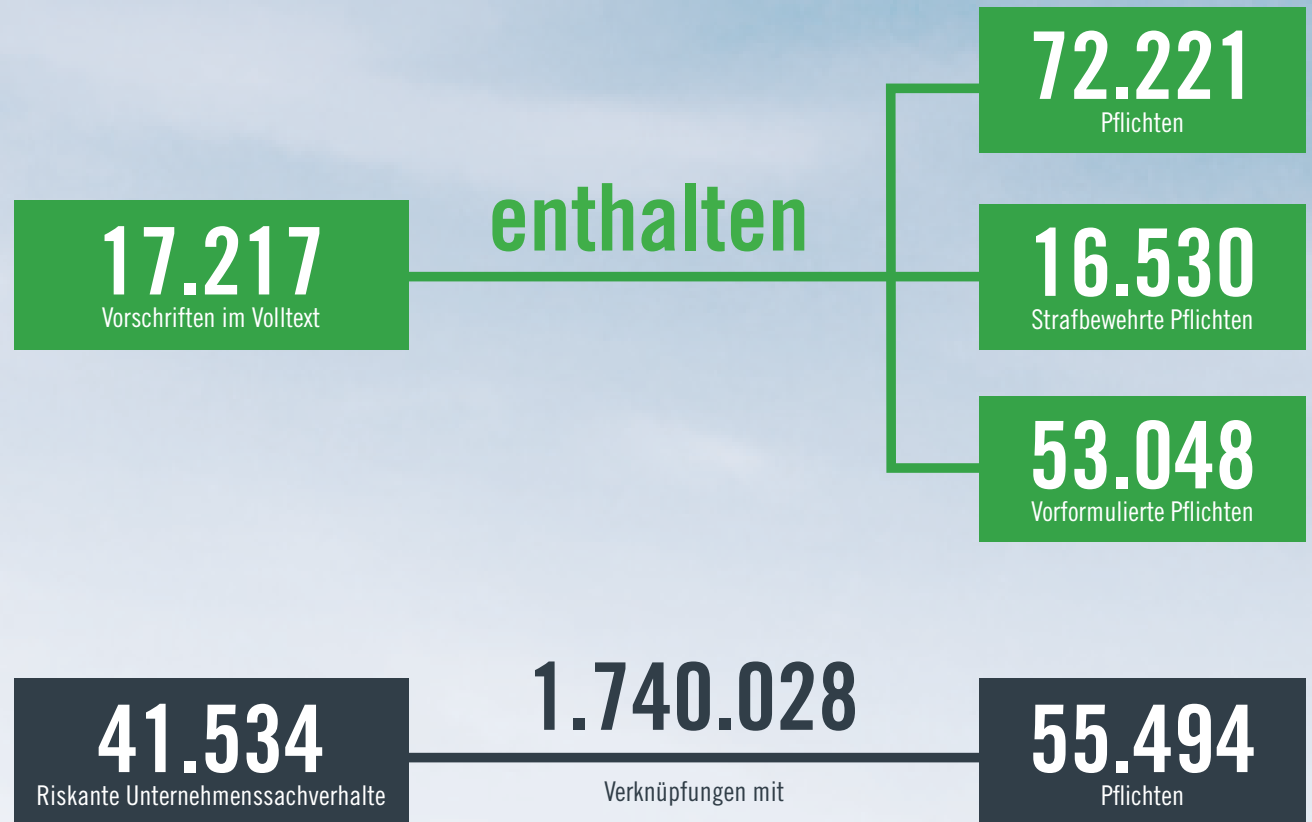 72.221
Pflichten
17.217
Vorschriften im Volltext
enthalten
16.530
Strafbewehrte Pflichten
53.048
Vorformulierte Pflichten
41.534
Riskante Unternehmenssachverhalte
1.740.028
Verknüpfungen mit
55.494
Pflichten